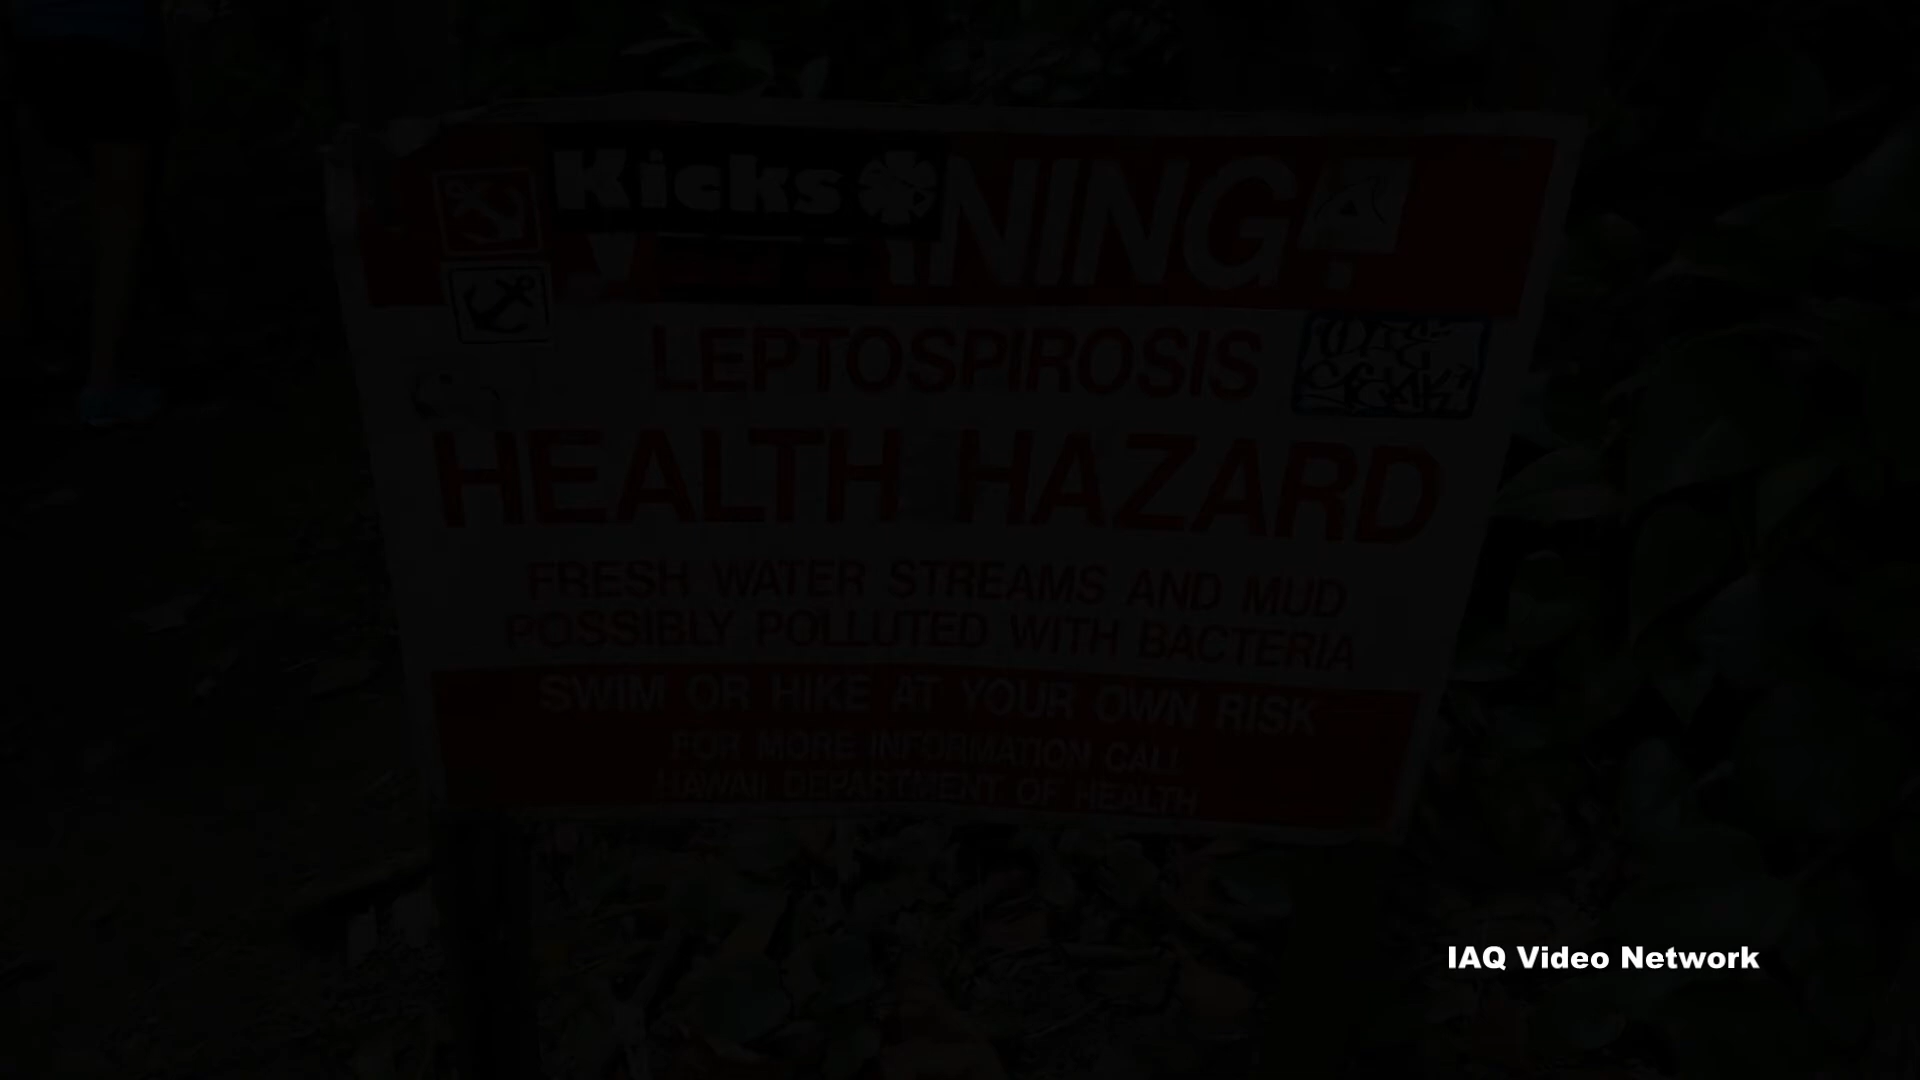 Kicks
NING!
LEPTOSPIROSIS
HEALTH HAZARD
FRESH WATER STREAMS AND MUD
POSSIBLY POLLUTED WITH BACTERIA
SWIM OR HIKE AT YOUR OWN RISK
FOR MORE INFORMATION CALL
HAWAII DEPARTMENT OF HEALTH
IAQ Video Network